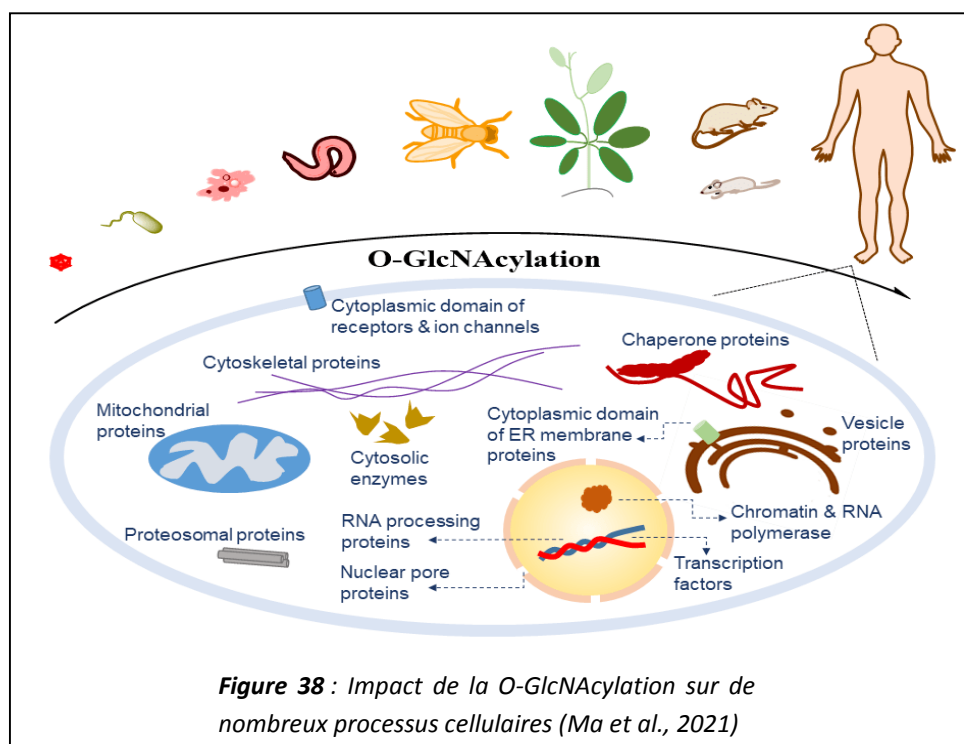 O-GlcNAcylation
Cytoplasmic domain of
receptors & ion channels
Cytoskeletal proteins
Chaperone proteins
Mitochondrial
proteins
Cytosolic
enzymes
Cytoplasmic domain
of ER membrane
proteins
Vesicle
proteins
Proteosomal proteins
RNA processing
proteins
Nuclear pore
proteins
Chromatin & RNA
polymerase
Transcription
factors
Figure 38 : Impact de la O-GlcNAcylation sur de
nombreux processus cellulaires (Ma et al., 2021)